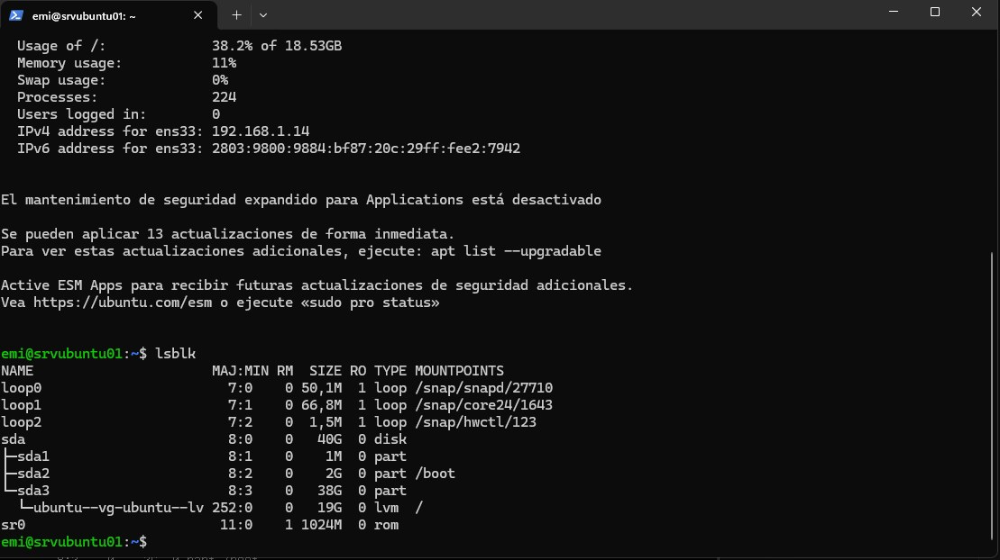 emi@srvubuntu01: ~
Usage of /: 38.2% of 18.53GB
Memory usage: 11%
Swap usage: 0%
Processes: 224
Users logged in: 0
IPv4 address for ens33: 192.168.1.14
IPv6 address for ens33: 2803:9800:9884:bf87:20c:29ff:fee2:7942
El mantenimiento de seguridad expandido para Applications está desactivado
Se pueden aplicar 13 actualizaciones de forma inmediata.
Para ver estas actualizaciones adicionales, ejecute: apt list --upgradable
Active ESM Apps para recibir futuras actualizaciones de seguridad adicionales.
Vea https://ubuntu.com/esm o ejecute «sudo pro status»
emi@srvubuntu01:~$ lsblk
NAME MAJ:MIN RM SIZE RO TYPE MOUNTPOINTS
loop0 7:0 0 50,1M 1 loop /snap/snapd/27710
loop1 7:1 0 66,8M 1 loop /snap/core24/1643
loop2 7:2 0 1,5M 1 loop /snap/hwctl/123
sda 8:0 0 40G 0 disk
├─sda1 8:1 0 1M 0 part
├─sda2 8:2 0 2G 0 part /boot
└─sda3 8:3 0 38G 0 part
└─ubuntu--vg-ubuntu--lv 252:0 0 19G 0 lvm /
sr0 11:0 1 1024M 0 rom
emi@srvubuntu01:~$